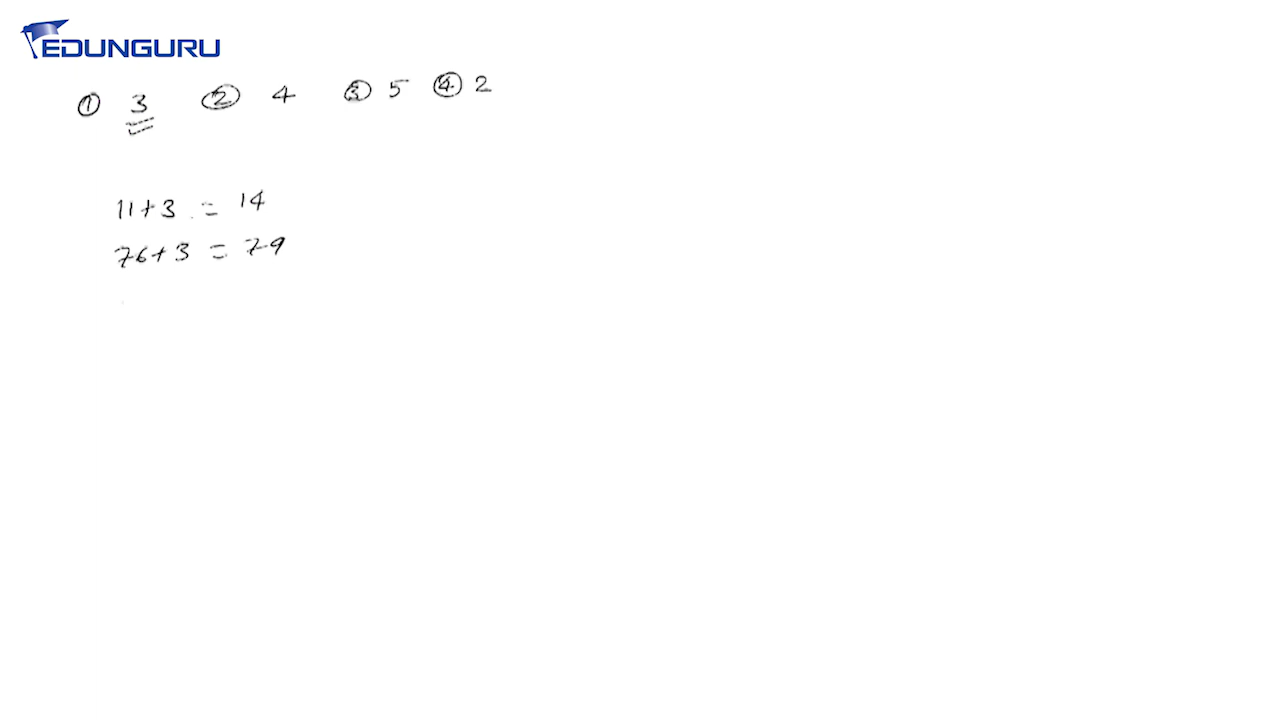 EDUNGURU
① 3 ② 4 ③ 5 ④ 2
11+3 = 14
76+3 = 79